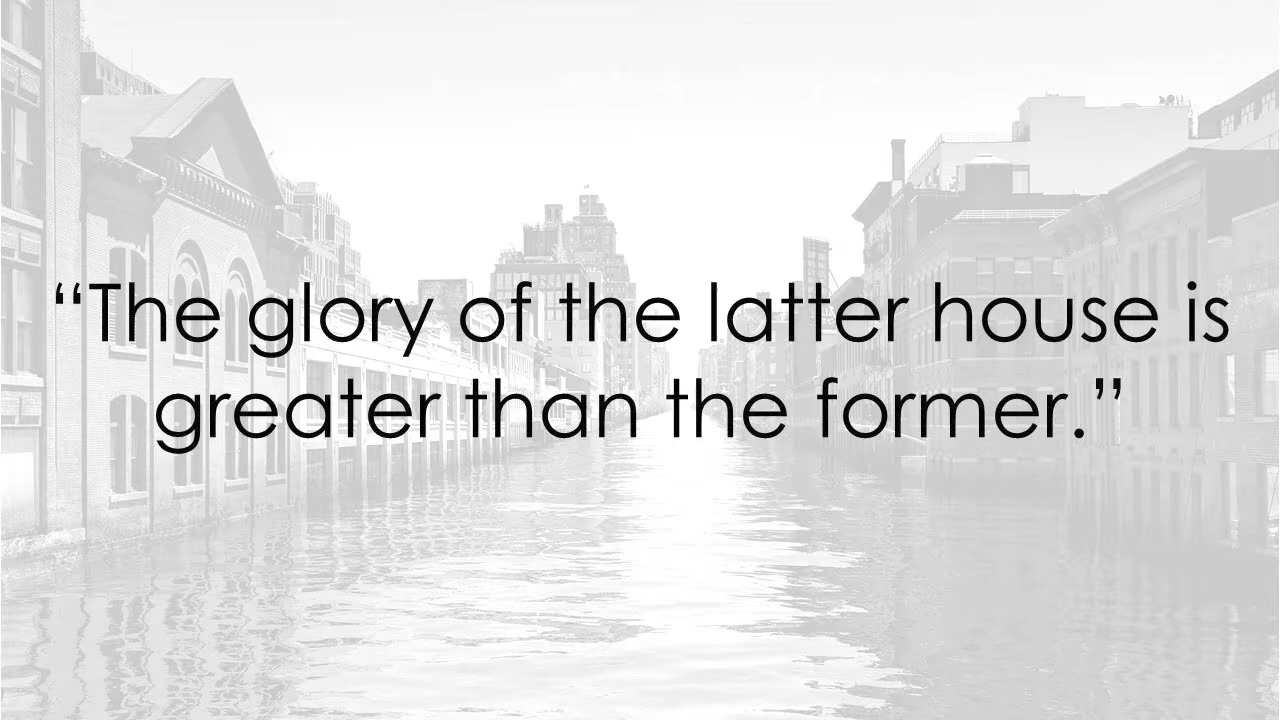 “The glory of the latter house is
greater than the former.”